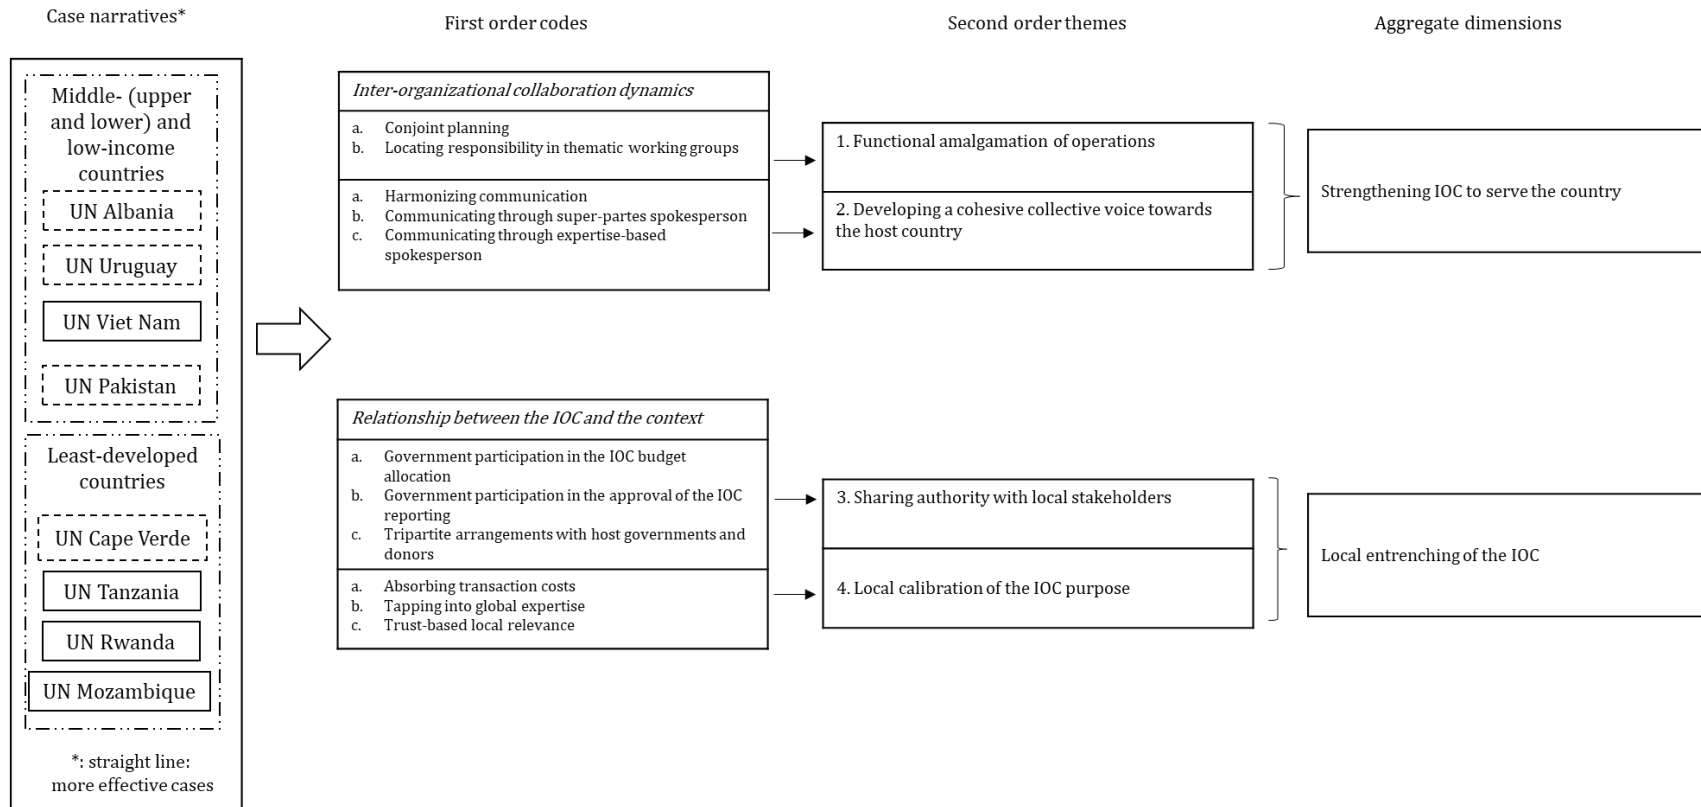 Case narratives*
First order codes
Second order themes
Aggregate dimensions
Middle- (upper
and lower) and
low-income
countries
UN Albania
UN Uruguay
UN Viet Nam
UN Pakistan
Least-developed
countries
UN Cape Verde
UN Tanzania
UN Rwanda
UN Mozambique
*: straight line:
more effective cases
Inter-organizational collaboration dynamics
a. Conjoint planning
b. Locating responsibility in thematic working groups
a. Harmonizing communication
b. Communicating through super-partes spokesperson
c. Communicating through expertise-based
spokesperson
Relationship between the IOC and the context
a. Government participation in the IOC budget
allocation
b. Government participation in the approval of the IOC
reporting
c. Tripartite arrangements with host governments and
donors
a. Absorbing transaction costs
b. Tapping into global expertise
c. Trust-based local relevance
1. Functional amalgamation of operations
2. Developing a cohesive collective voice towards
the host country
3. Sharing authority with local stakeholders
4. Local calibration of the IOC purpose
Strengthening IOC to serve the country
Local entrenching of the IOC